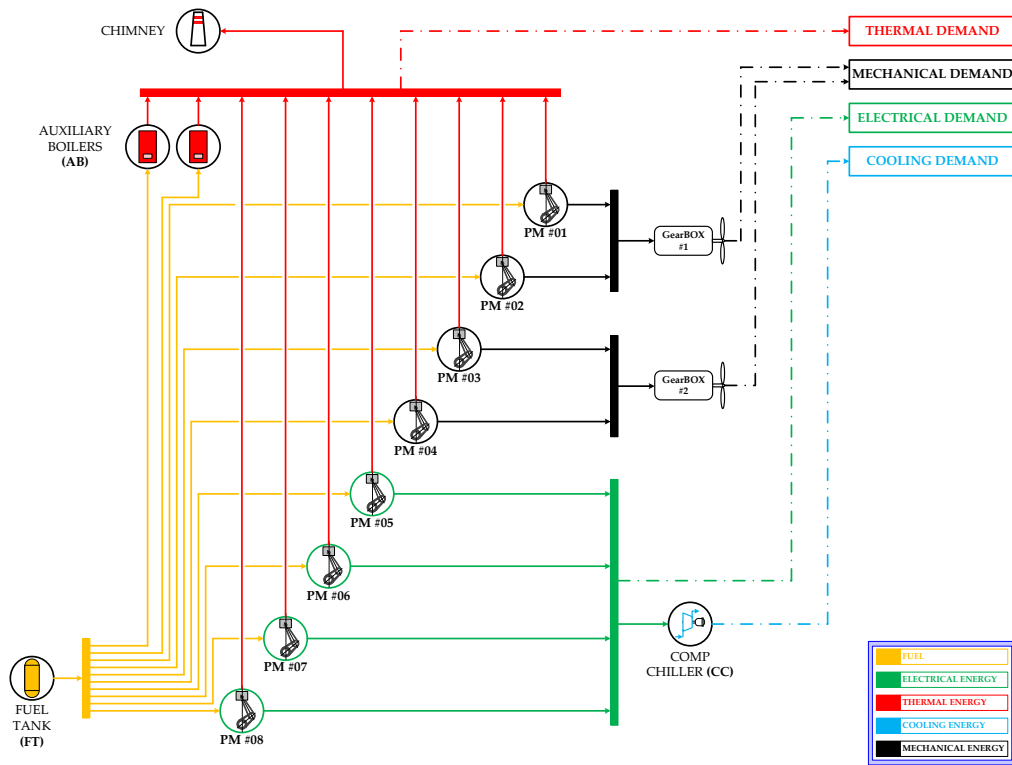 CHIMNEY
THERMAL DEMAND
MECHANICAL DEMAND
ELECTRICAL DEMAND
COOLING DEMAND
AUXILIARY
BOILERS
(AB)
PM #01
GearBOX
#1
PM #02
PM #03
GearBOX
#2
PM #04
PM #05
PM #06
PM #07
COMP
CHILLER (CC)
FUEL
TANK
(FT)
PM #08
FUEL
ELECTRICAL ENERGY
THERMAL ENERGY
COOLING ENERGY
MECHANICAL ENERGY